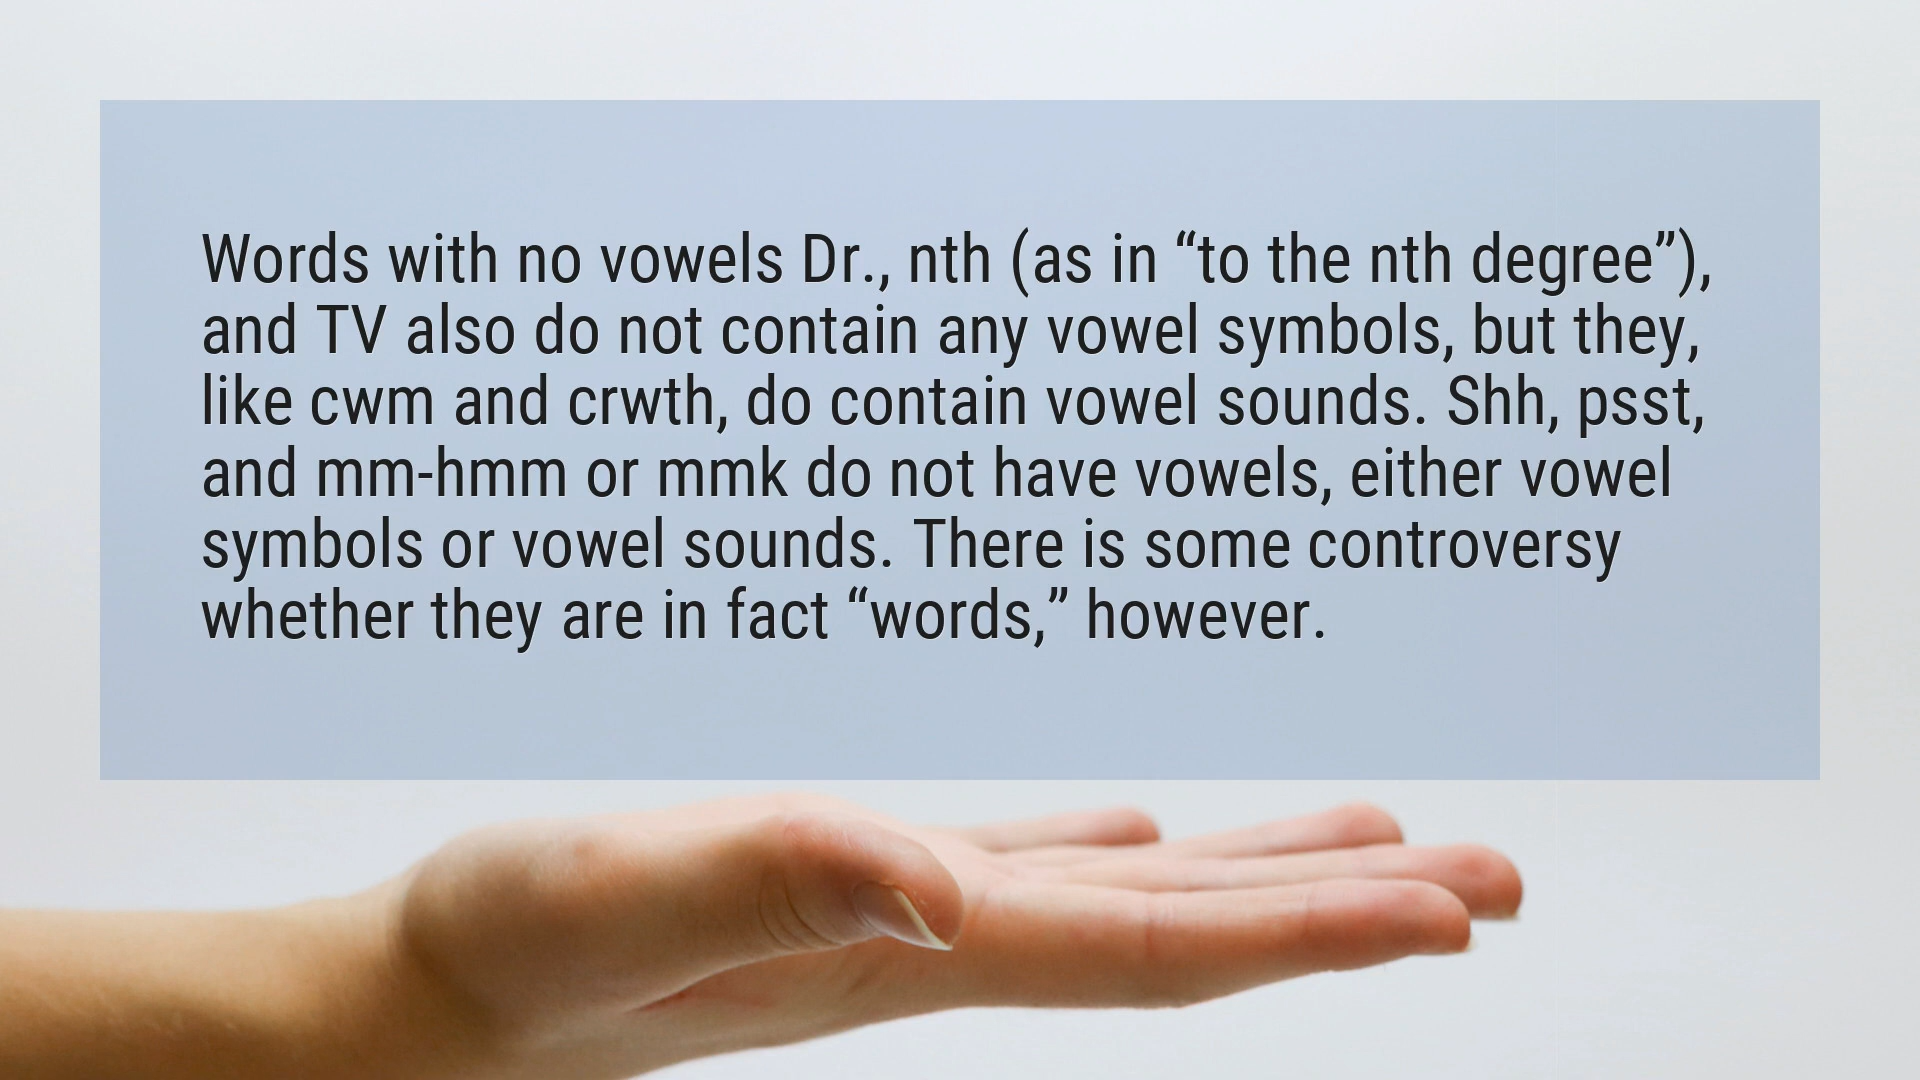 Words with no vowels Dr., nth (as in “to the nth degree”),
and TV also do not contain any vowel symbols, but they,
like cwm and crwth, do contain vowel sounds. Shh, psst,
and mm-hmm or mmk do not have vowels, either vowel
symbols or vowel sounds. There is some controversy
whether they are in fact “words,” however.